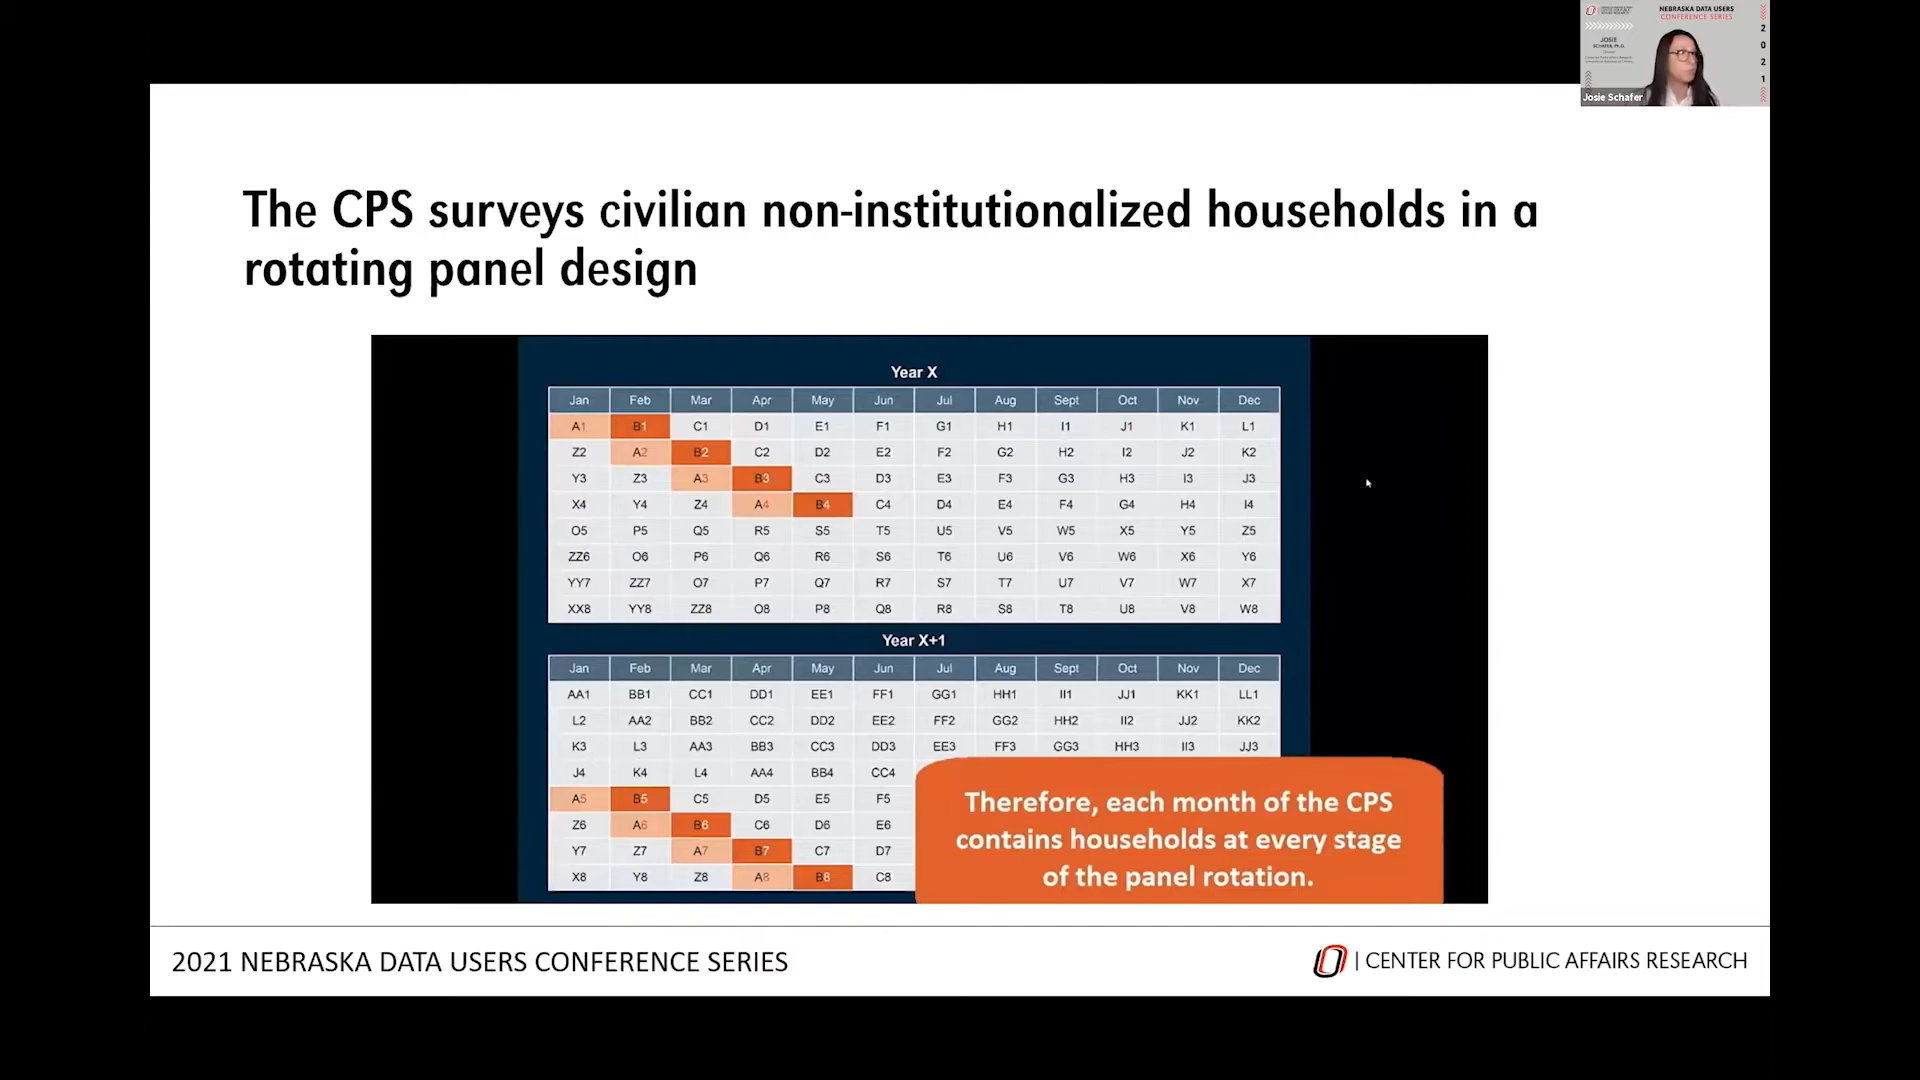 NEBRASKA DATA USERS
CONFERENCE SERIES
JOSIE
SCHAFER, Ph.D.
2
0
2
1
Josie Schafer
The CPS surveys civilian non-institutionalized households in a
rotating panel design
Year X
Jan Feb Mar Apr May Jun Jul Aug Sept Oct Nov Dec
A1 B1 C1 D1 E1 F1 G1 H1 I1 J1 K1 L1
Z2 A2 B2 C2 D2 E2 F2 G2 H2 I2 J2 K2
Y3 Z3 A3 B3 C3 D3 E3 F3 G3 H3 I3 J3
X4 Y4 Z4 A4 B4 C4 D4 E4 F4 G4 H4 I4
O5 P5 Q5 R5 S5 T5 U5 V5 W5 X5 Y5 Z5
ZZ6 O6 P6 Q6 R6 S6 T6 U6 V6 W6 X6 Y6
YY7 ZZ7 O7 P7 Q7 R7 S7 T7 U7 V7 W7 X7
XX8 YY8 ZZ8 O8 P8 Q8 R8 S8 T8 U8 V8 W8
Year X+1
Jan Feb Mar Apr May Jun Jul Aug Sept Oct Nov Dec
AA1 BB1 CC1 DD1 EE1 FF1 GG1 HH1 II1 JJ1 KK1 LL1
L2 AA2 BB2 CC2 DD2 EE2 FF2 GG2 HH2 II2 JJ2 KK2
K3 L3 AA3 BB3 CC3 DD3 EE3 FF3 GG3 HH3 II3 JJ3
J4 K4 L4 AA4 BB4 CC4
A5 B5 C5 D5 E5 F5
Z6 A6 B6 C6 D6 E6
Y7 Z7 A7 B7 C7 D7
X8 Y8 Z8 A8 B8 C8
Therefore, each month of the CPS
contains households at every stage
of the panel rotation.
2021 NEBRASKA DATA USERS CONFERENCE SERIES
O | CENTER FOR PUBLIC AFFAIRS RESEARCH